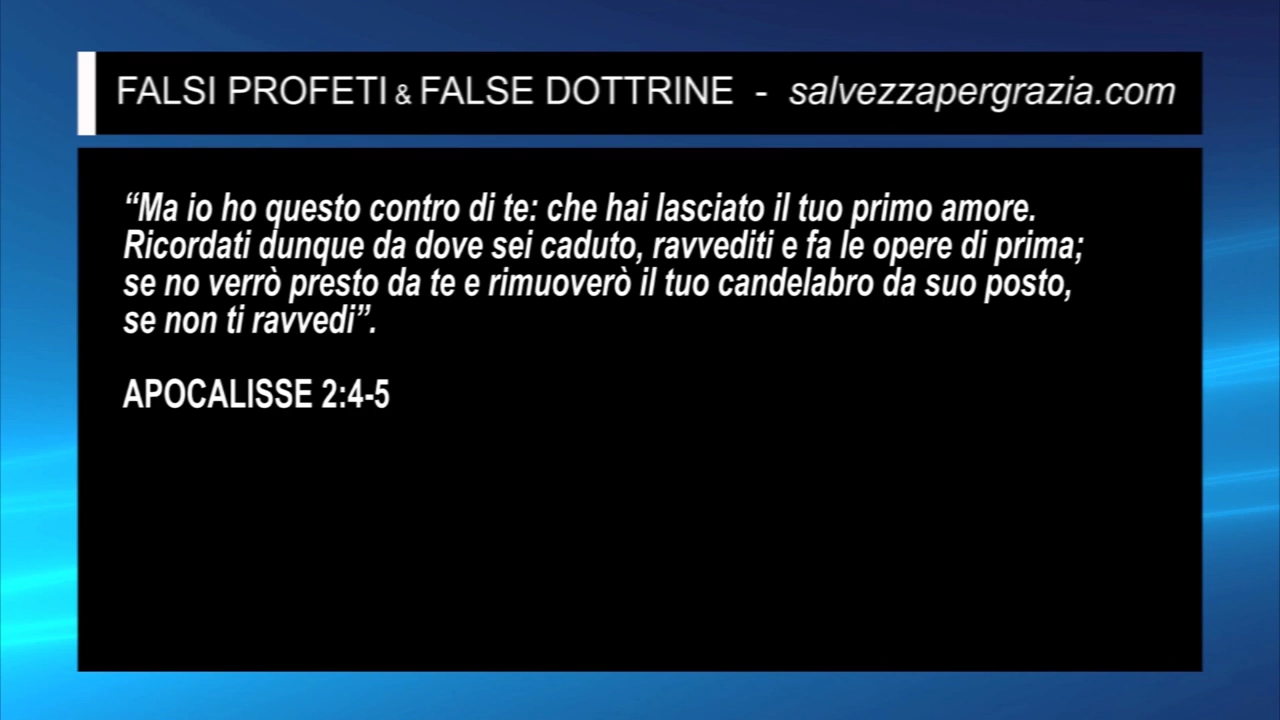 FALSI PROFETI & FALSE DOTTRINE - salvezzapergrazia.com
“Ma io ho questo contro di te: che hai lasciato il tuo primo amore.
Ricordati dunque da dove sei caduto, ravvediti e fa le opere di prima;
se no verrò presto da te e rimuoverò il tuo candelabro da suo posto,
se non ti ravvedi”.
APOCALISSE 2:4-5